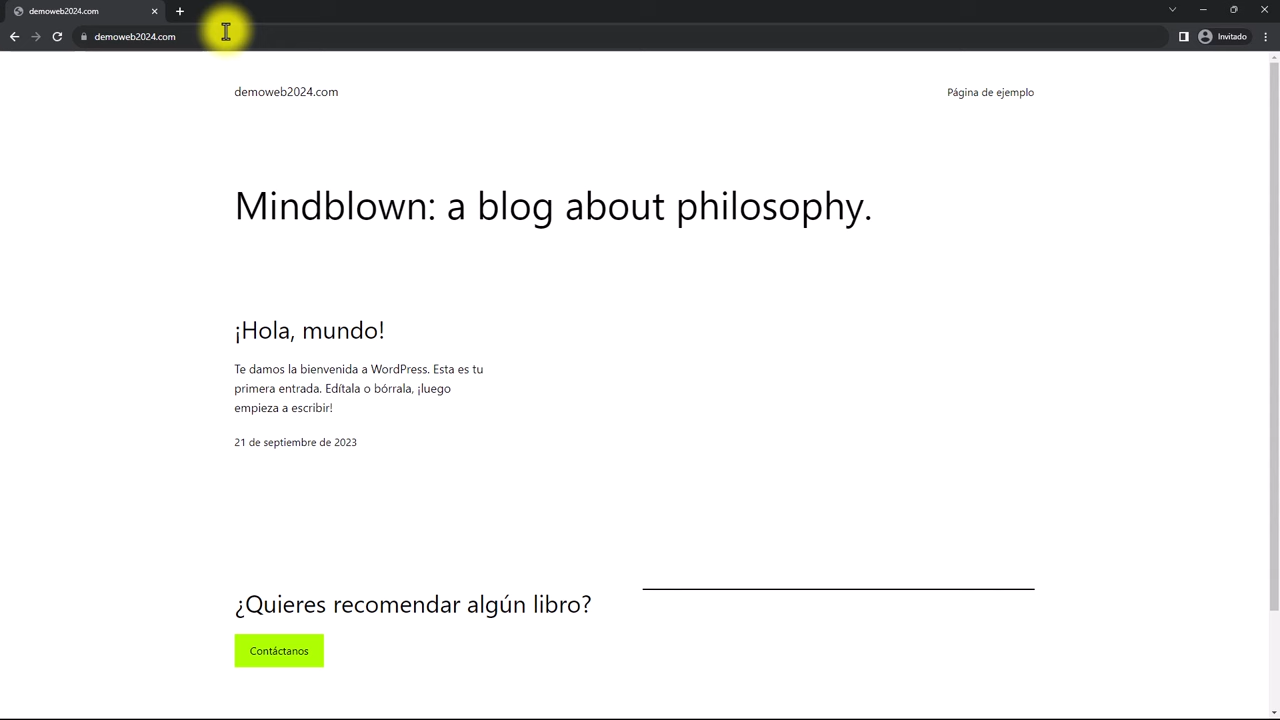 demoweb2024.com
demoweb2024.com
Invitado
demoweb2024.com
Página de ejemplo
Mindblown: a blog about philosophy.
¡Hola, mundo!
Te damos la bienvenida a WordPress. Esta es tu
primera entrada. Edítala o bórrala, ¡luego
empieza a escribir!
21 de septiembre de 2023
¿Quieres recomendar algún libro?
Contáctanos